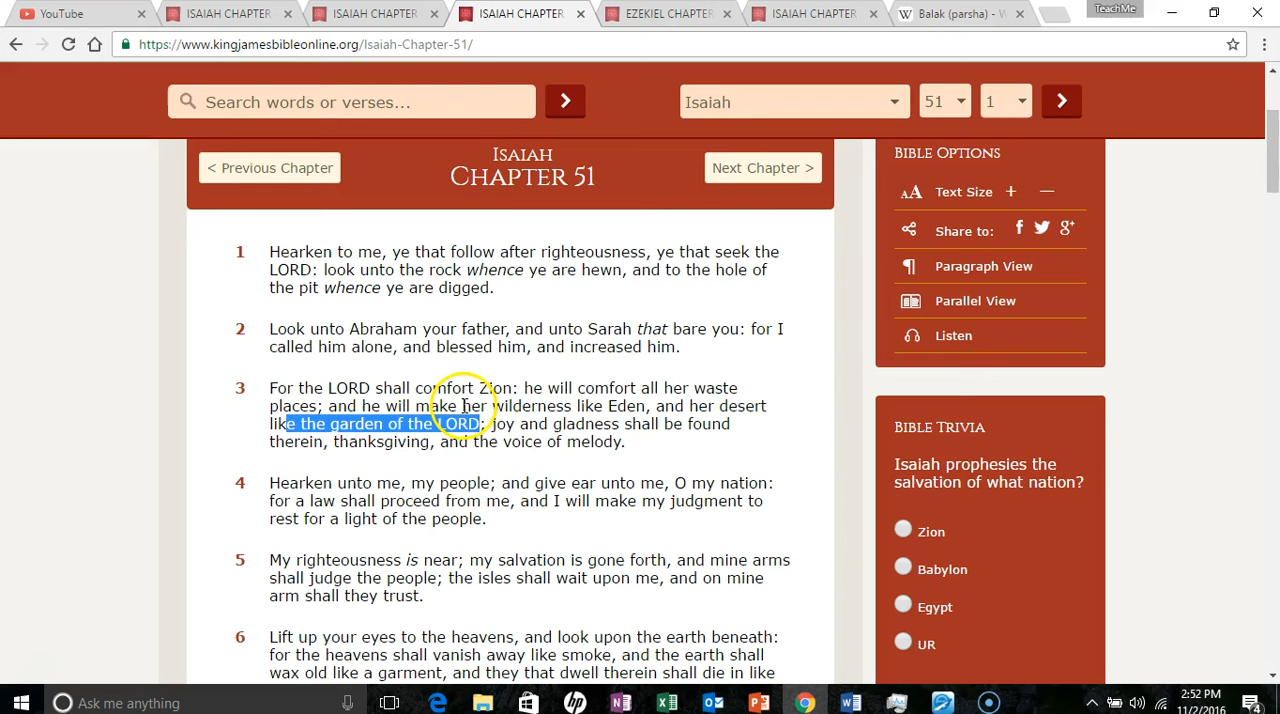 YouTube
ISAIAH CHAPTER
ISAIAH CHAPTER
ISAIAH CHAPTER
EZEKIEL CHAPTER
ISAIAH CHAPTER
Balak (parsha) - W
TeachMe
https://www.kingjamesbibleonline.org/Isaiah-Chapter-51/
Search words or verses...
Isaiah
51
1
< Previous Chapter
ISAIAH
CHAPTER 51
Next Chapter >
1 Hearken to me, ye that follow after righteousness, ye that seek the
LORD: look unto the rock whence ye are hewn, and to the hole of
the pit whence ye are digged.
2 Look unto Abraham your father, and unto Sarah that bare you: for I
called him alone, and blessed him, and increased him.
3 For the LORD shall comfort Zion: he will comfort all her waste
places; and he will make her wilderness like Eden, and her desert
like the garden of the LORD; joy and gladness shall be found
therein, thanksgiving, and the voice of melody.
4 Hearken unto me, my people; and give ear unto me, O my nation:
for a law shall proceed from me, and I will make my judgment to
rest for a light of the people.
5 My righteousness is near; my salvation is gone forth, and mine arms
shall judge the people; the isles shall wait upon me, and on mine
arm shall they trust.
6 Lift up your eyes to the heavens, and look upon the earth beneath:
for the heavens shall vanish away like smoke, and the earth shall
wax old like a garment, and they that dwell therein shall die in like
BIBLE OPTIONS
AA Text Size + —
Share to: f g+
¶ Paragraph View
Parallel View
Listen
BIBLE TRIVIA
Isaiah prophesies the
salvation of what nation?
Zion
Babylon
Egypt
UR
Ask me anything
2:52 PM
11/2/2016
4